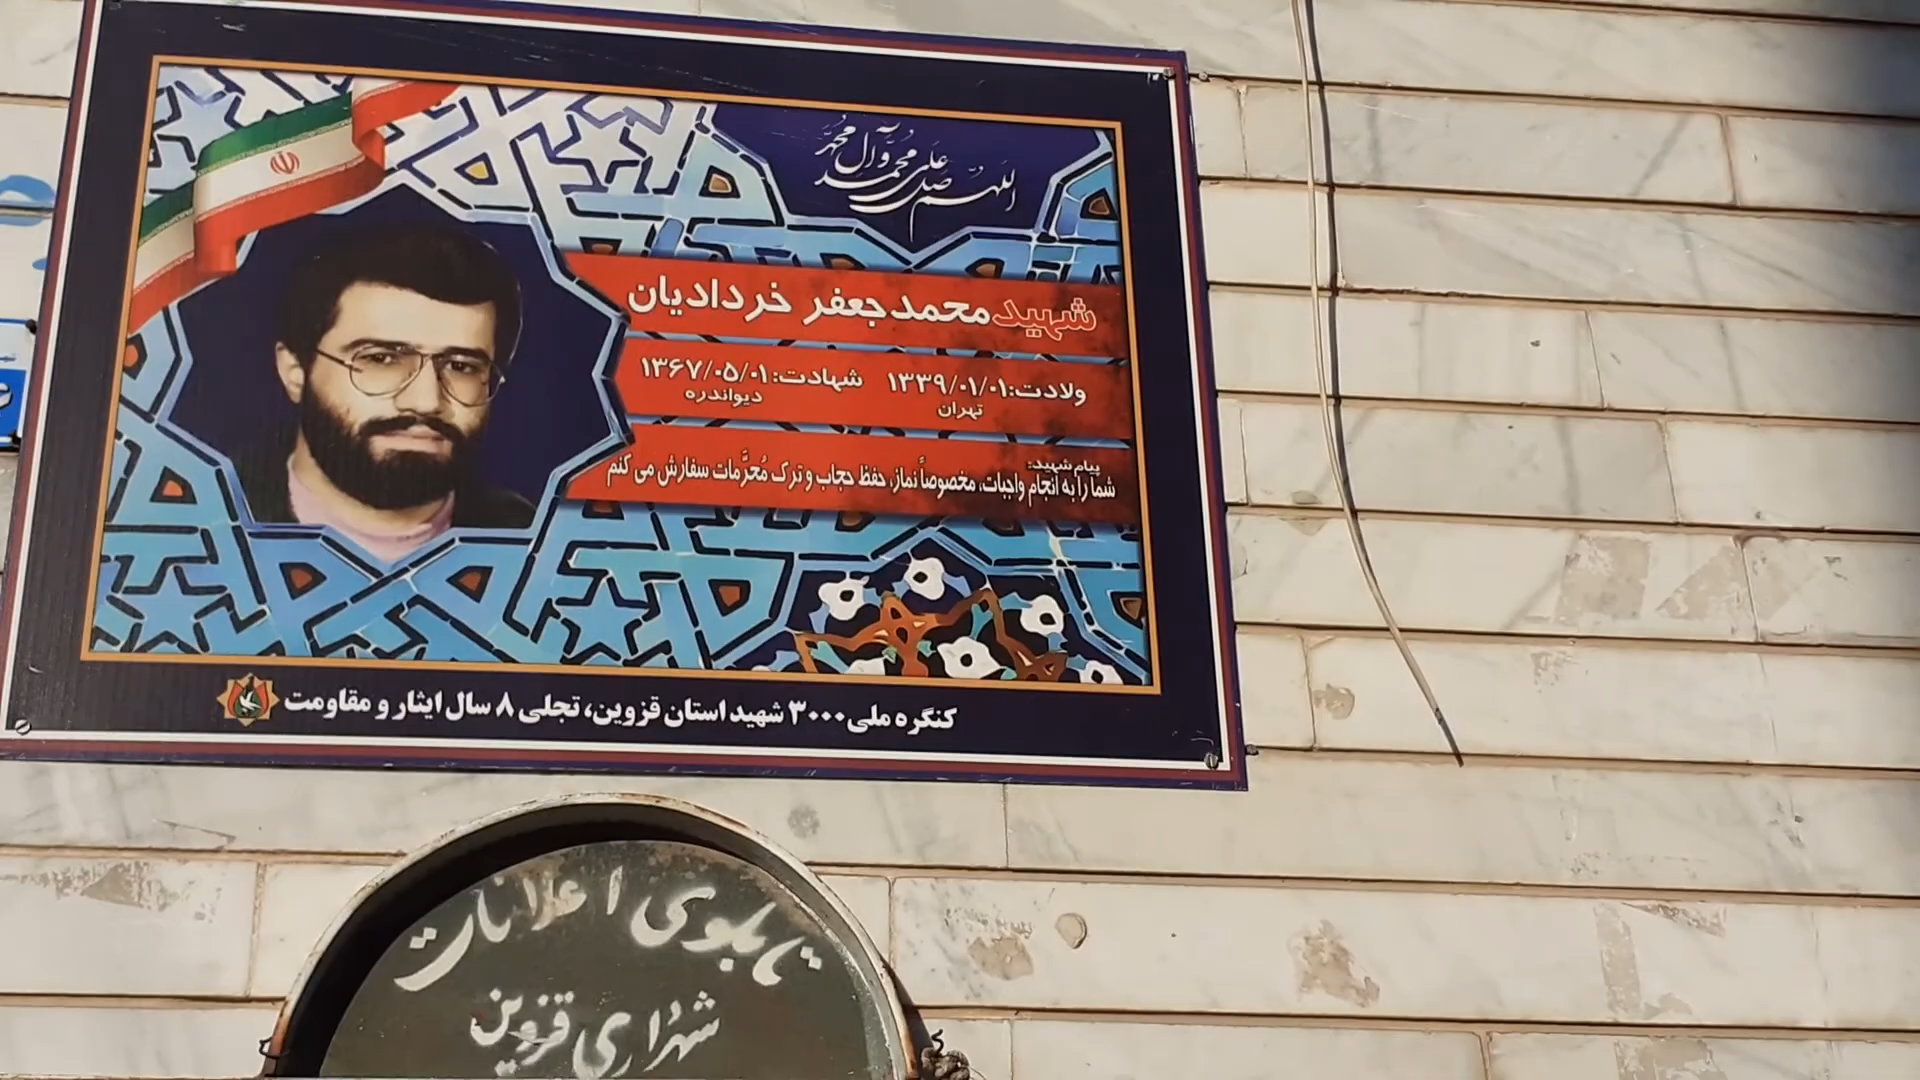 اللهم صل علی محمد و آل محمد
شهید محمد جعفر خردادیان
ولادت: ۱۳۳۹/۰۱/۰۱ شهادت: ۱۳۶۷/۰۵/۰۱
تهران دیواندره
پیام شهید:
شما را به انجام واجبات، مخصوصاً نماز، حفظ حجاب و ترک مُحرَّمات سفارش می کنم
کنگره ملی ۳۰۰۰ شهید استان قزوین، تجلی ۸ سال ایثار و مقاومت
تابلوی اعلانات
شهرداری قزوین